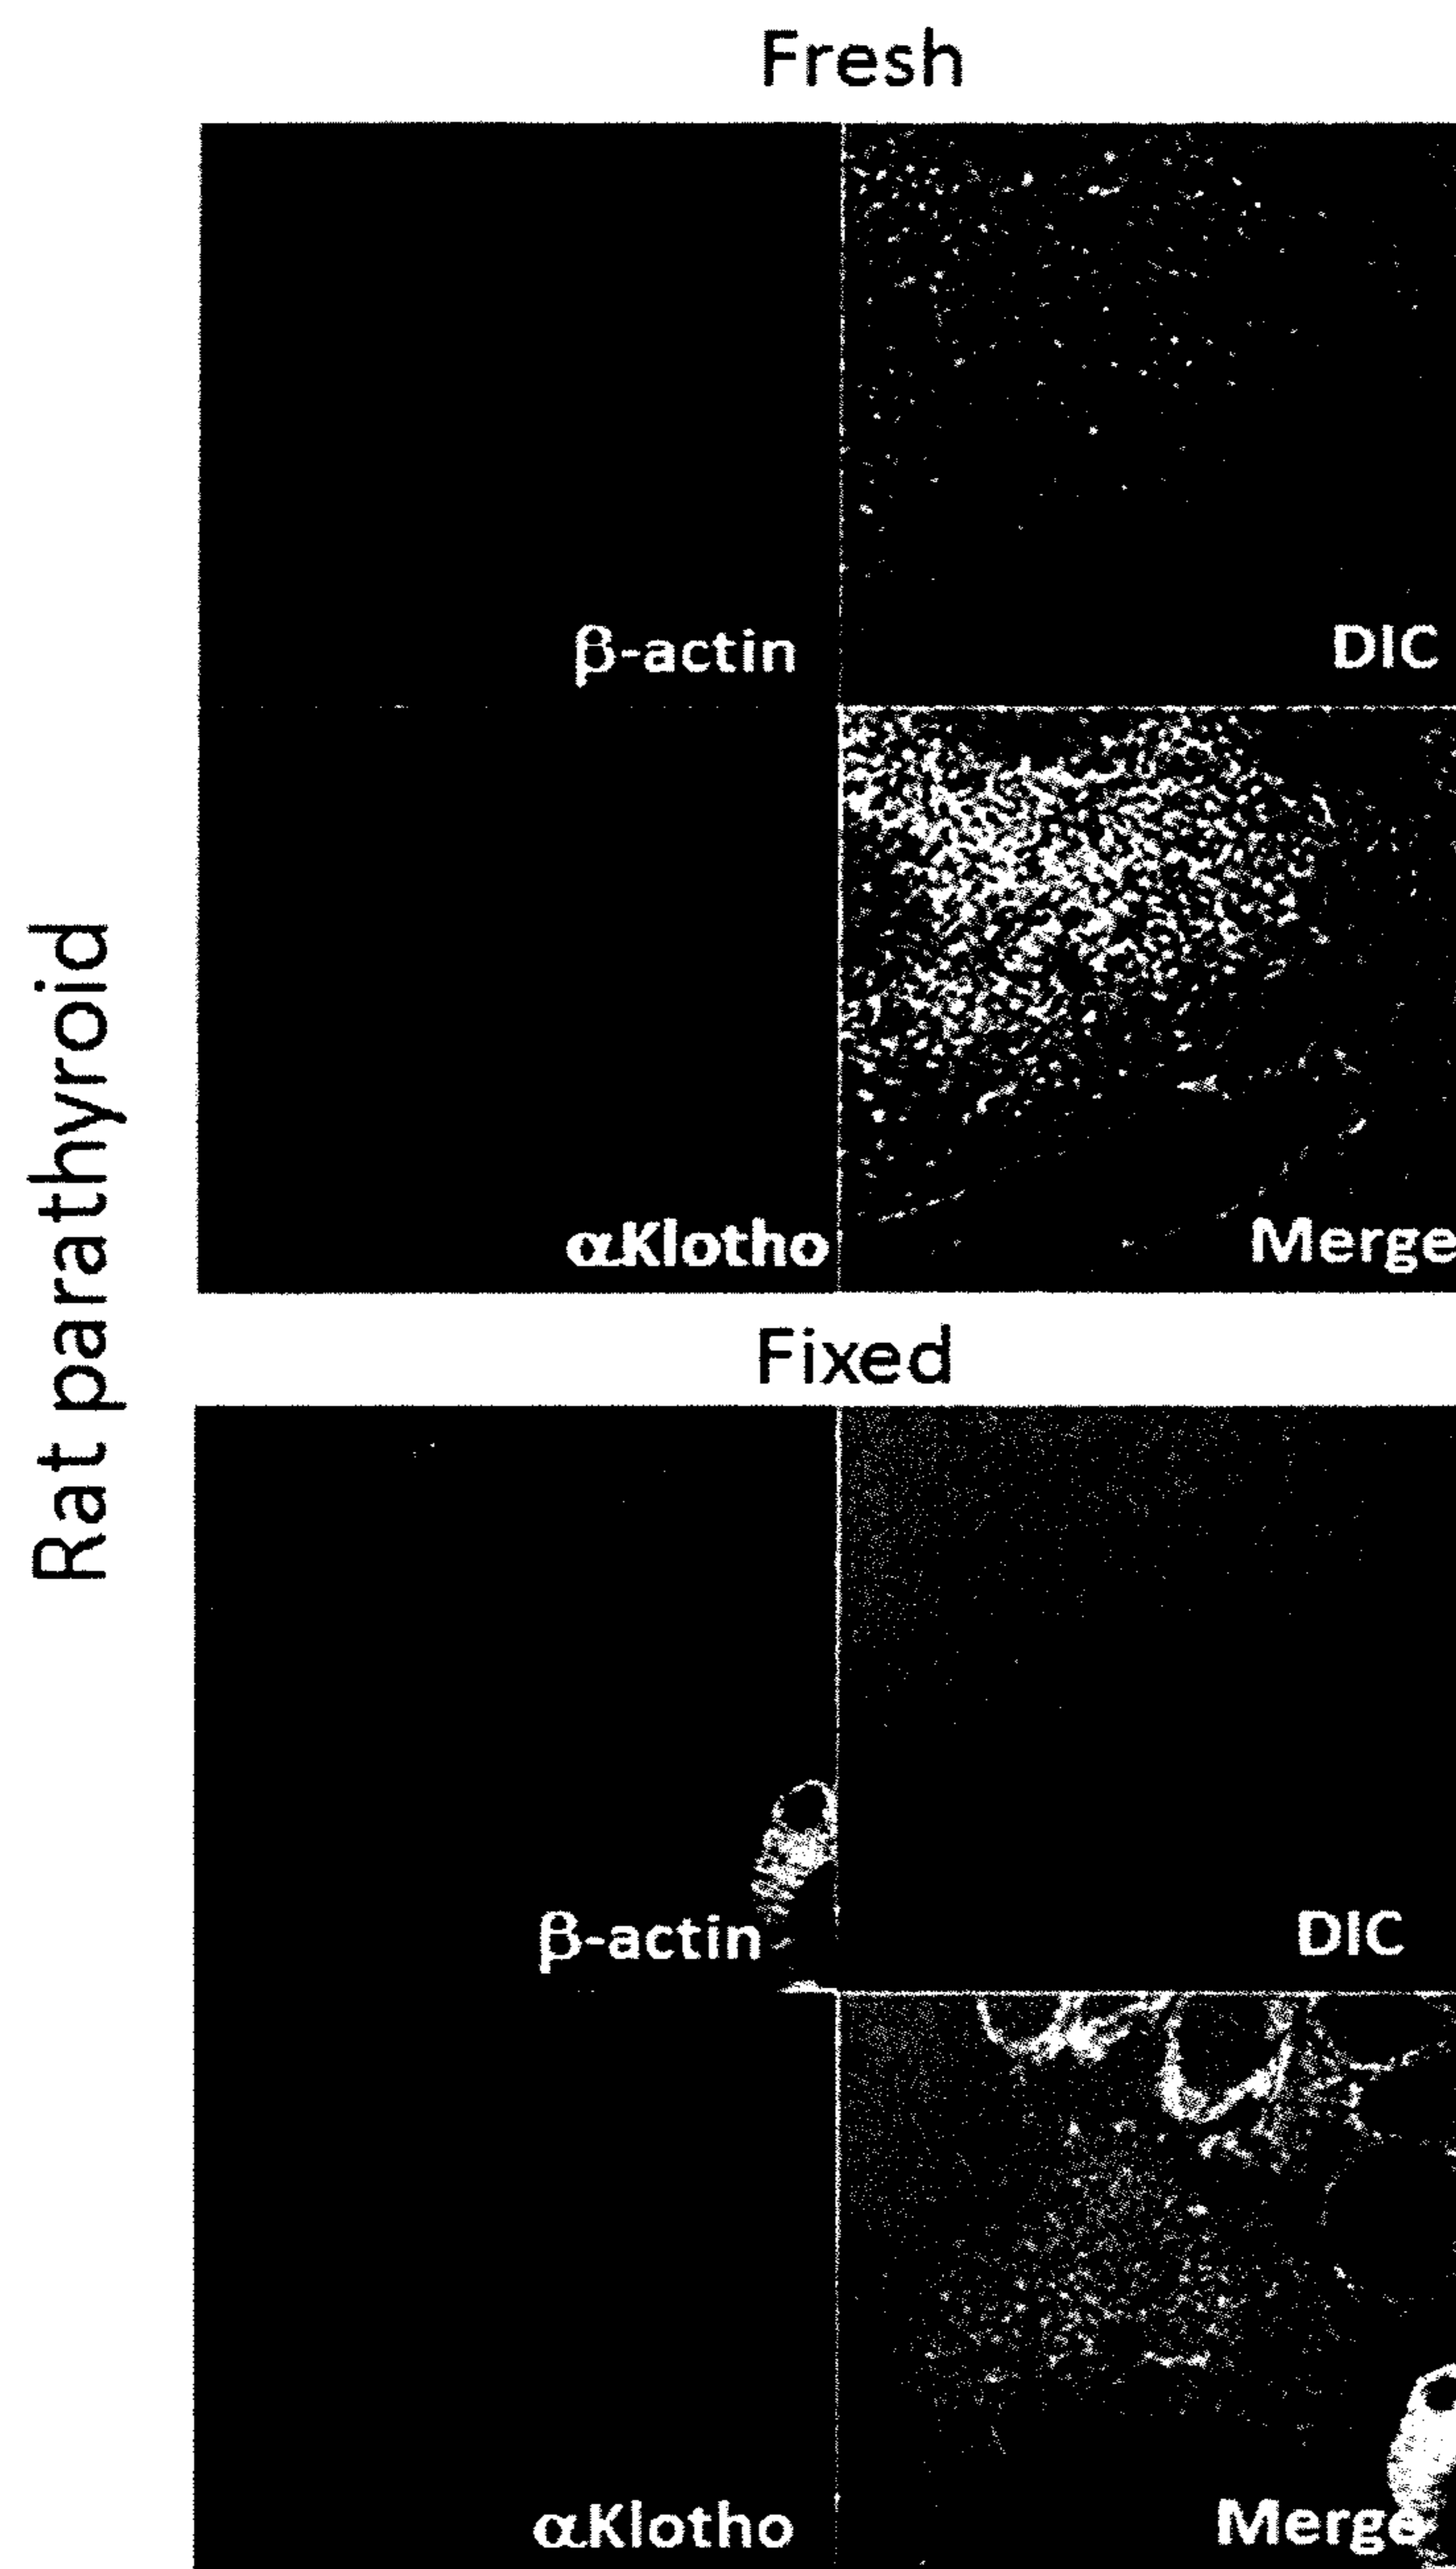 Fresh
β-actin
DIC
αKlotho
Merge
Rat parathyroid
Fixed
β-actin
DIC
αKlotho
Merge